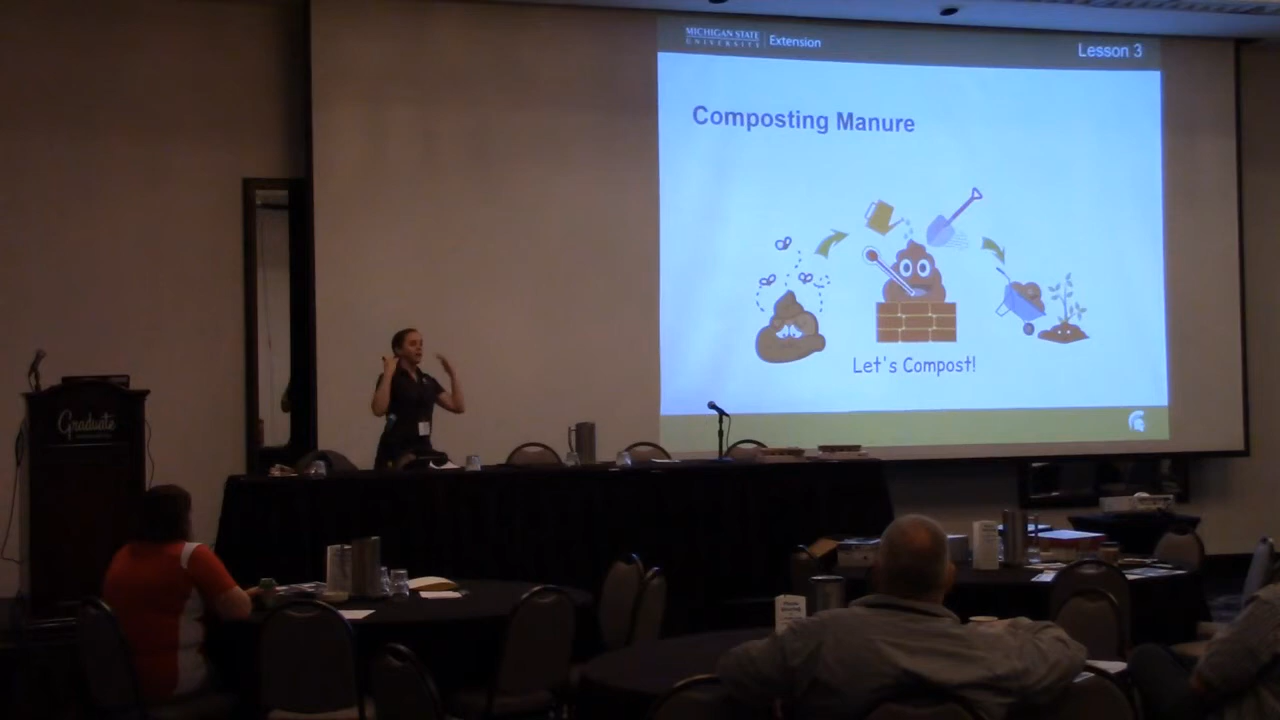 MICHIGAN STATE
UNIVERSITY
Extension
Lesson 3
Composting Manure
Let's Compost!
Graduate